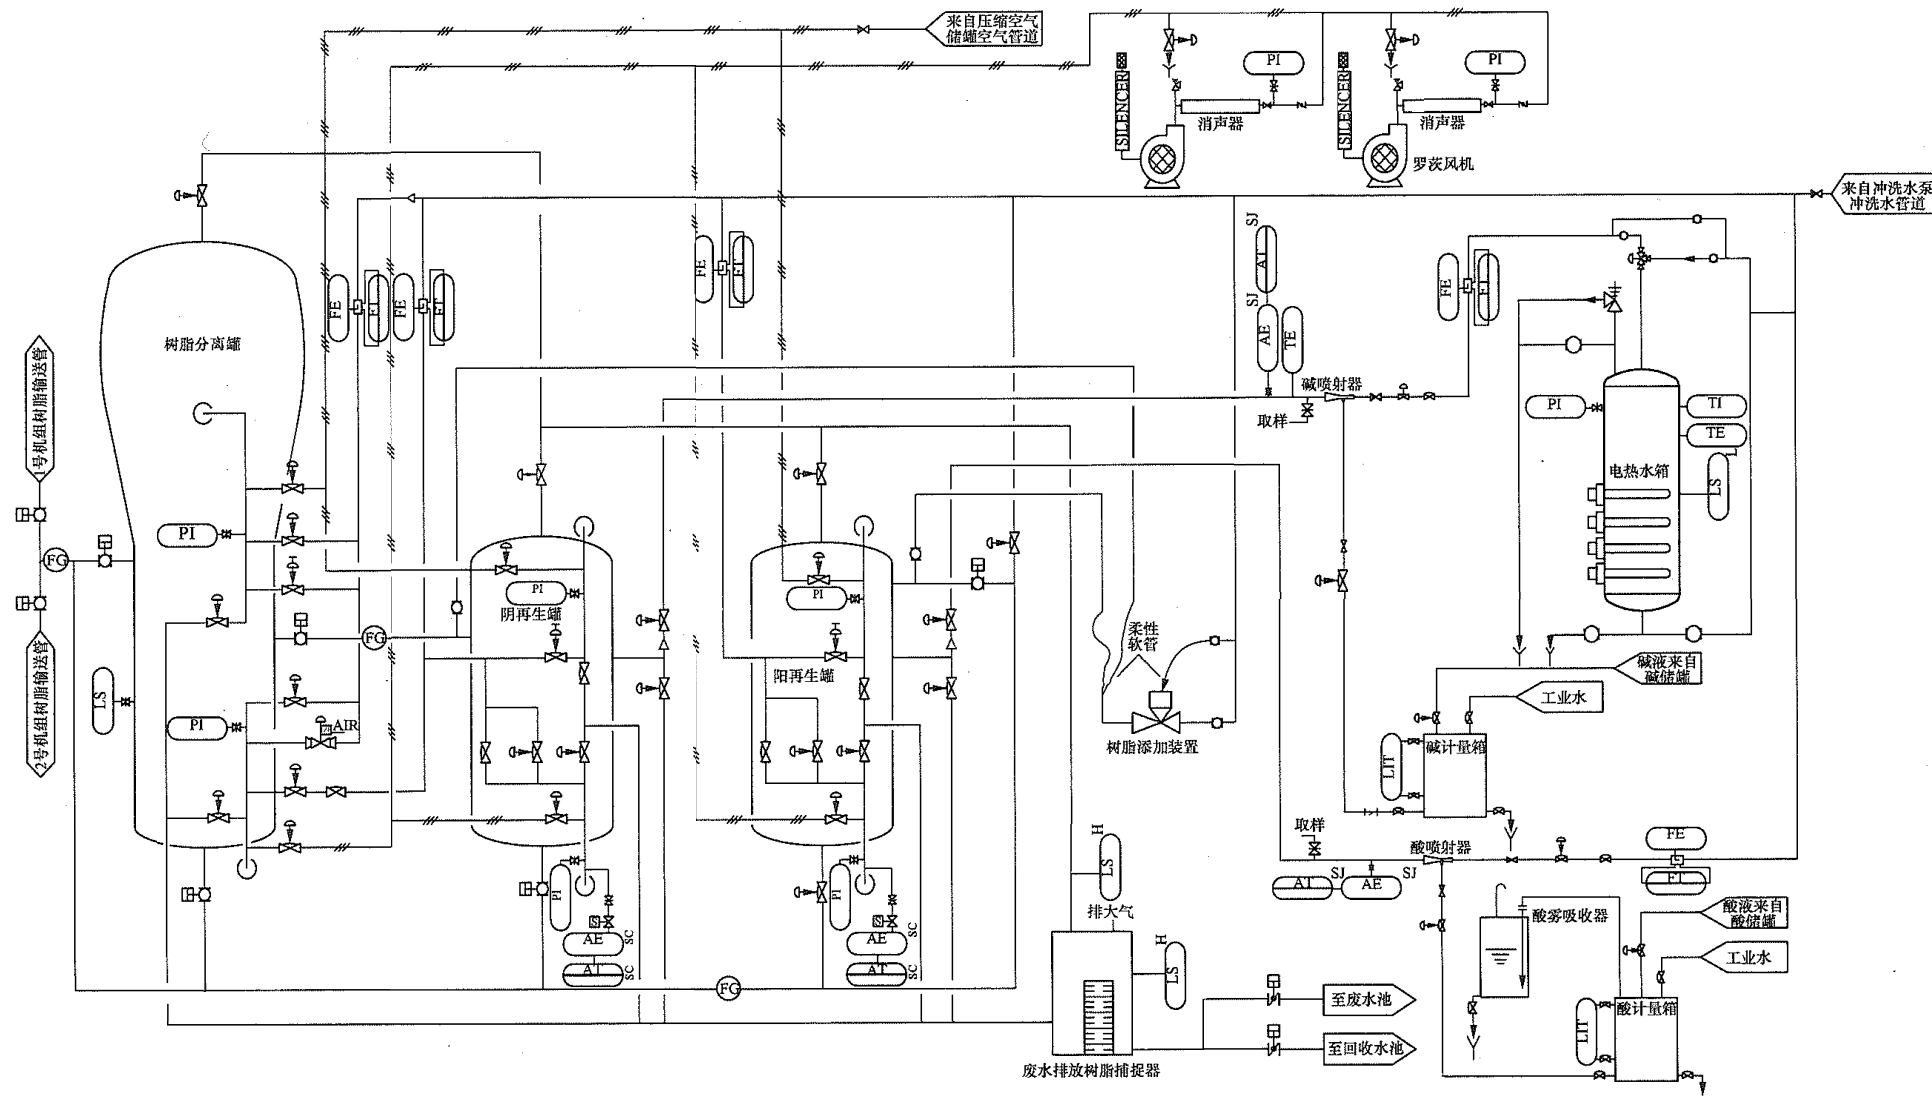 来自压缩空气
储罐空气管道
PI
PI
SILENCER
SILENCER
消声器
消声器
罗茨风机
来自冲洗水泵
冲洗水管道
SJ
AT
SJ
AE
TE
FE
FI
FE
FI
FE
FI
FE
FI
树脂分离罐
1号机组树脂输送管
2号机组树脂输送管
碱喷射器
取样
PI
TI
TE
L
LS
电热水箱
PI
FG
FG
PI
阴再生罐
PI
阳再生罐
柔性
软管
树脂添加装置
碱液来自
碱储罐
工业水
碱计量箱
LIT
LS
PI
AIR
取样
酸喷射器
FE
FI
SJ
SJ
AT
AE
H
LS
排大气
PI
S
AE
SC
AT
SC
PI
S
AE
SC
AT
SC
FG
H
LS
酸雾吸收器
酸液来自
酸储罐
工业水
酸计量箱
LIT
至废水池
至回收水池
废水排放树脂捕捉器